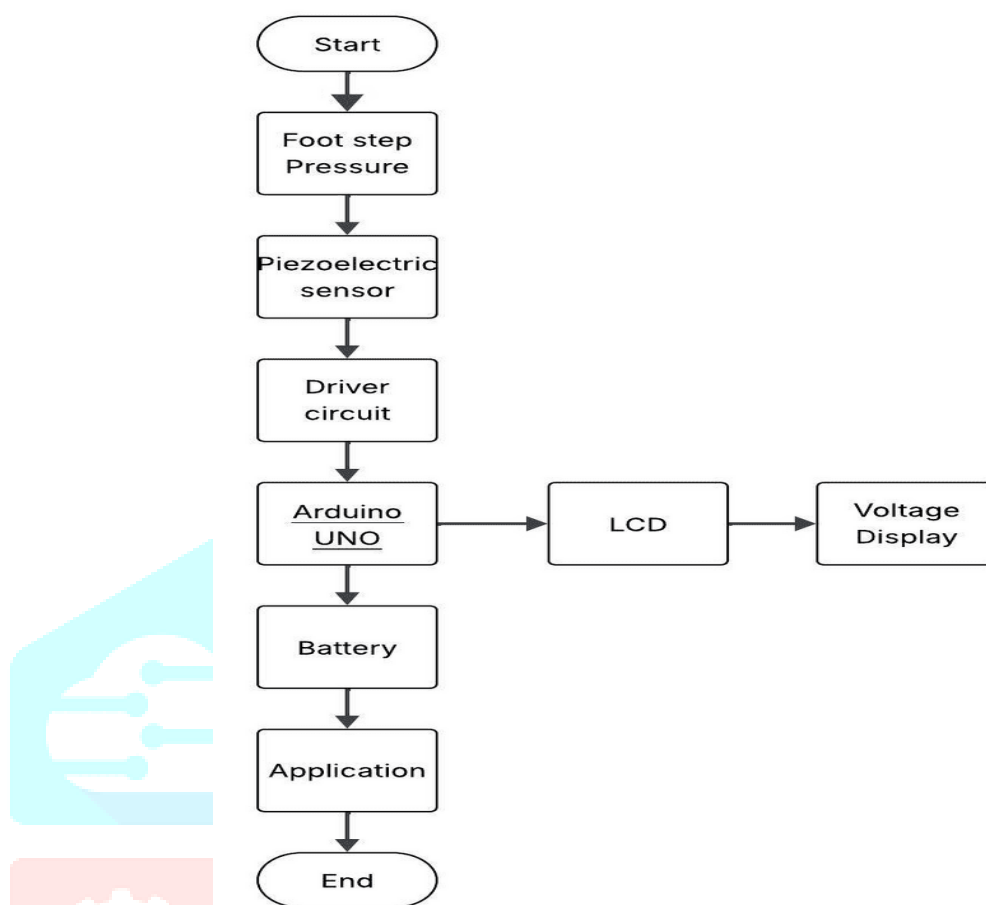 Start
Foot step
Pressure
Piezoelectric
sensor
Driver
circuit
Arduino
UNO
LCD
Voltage
Display
Battery
Application
End